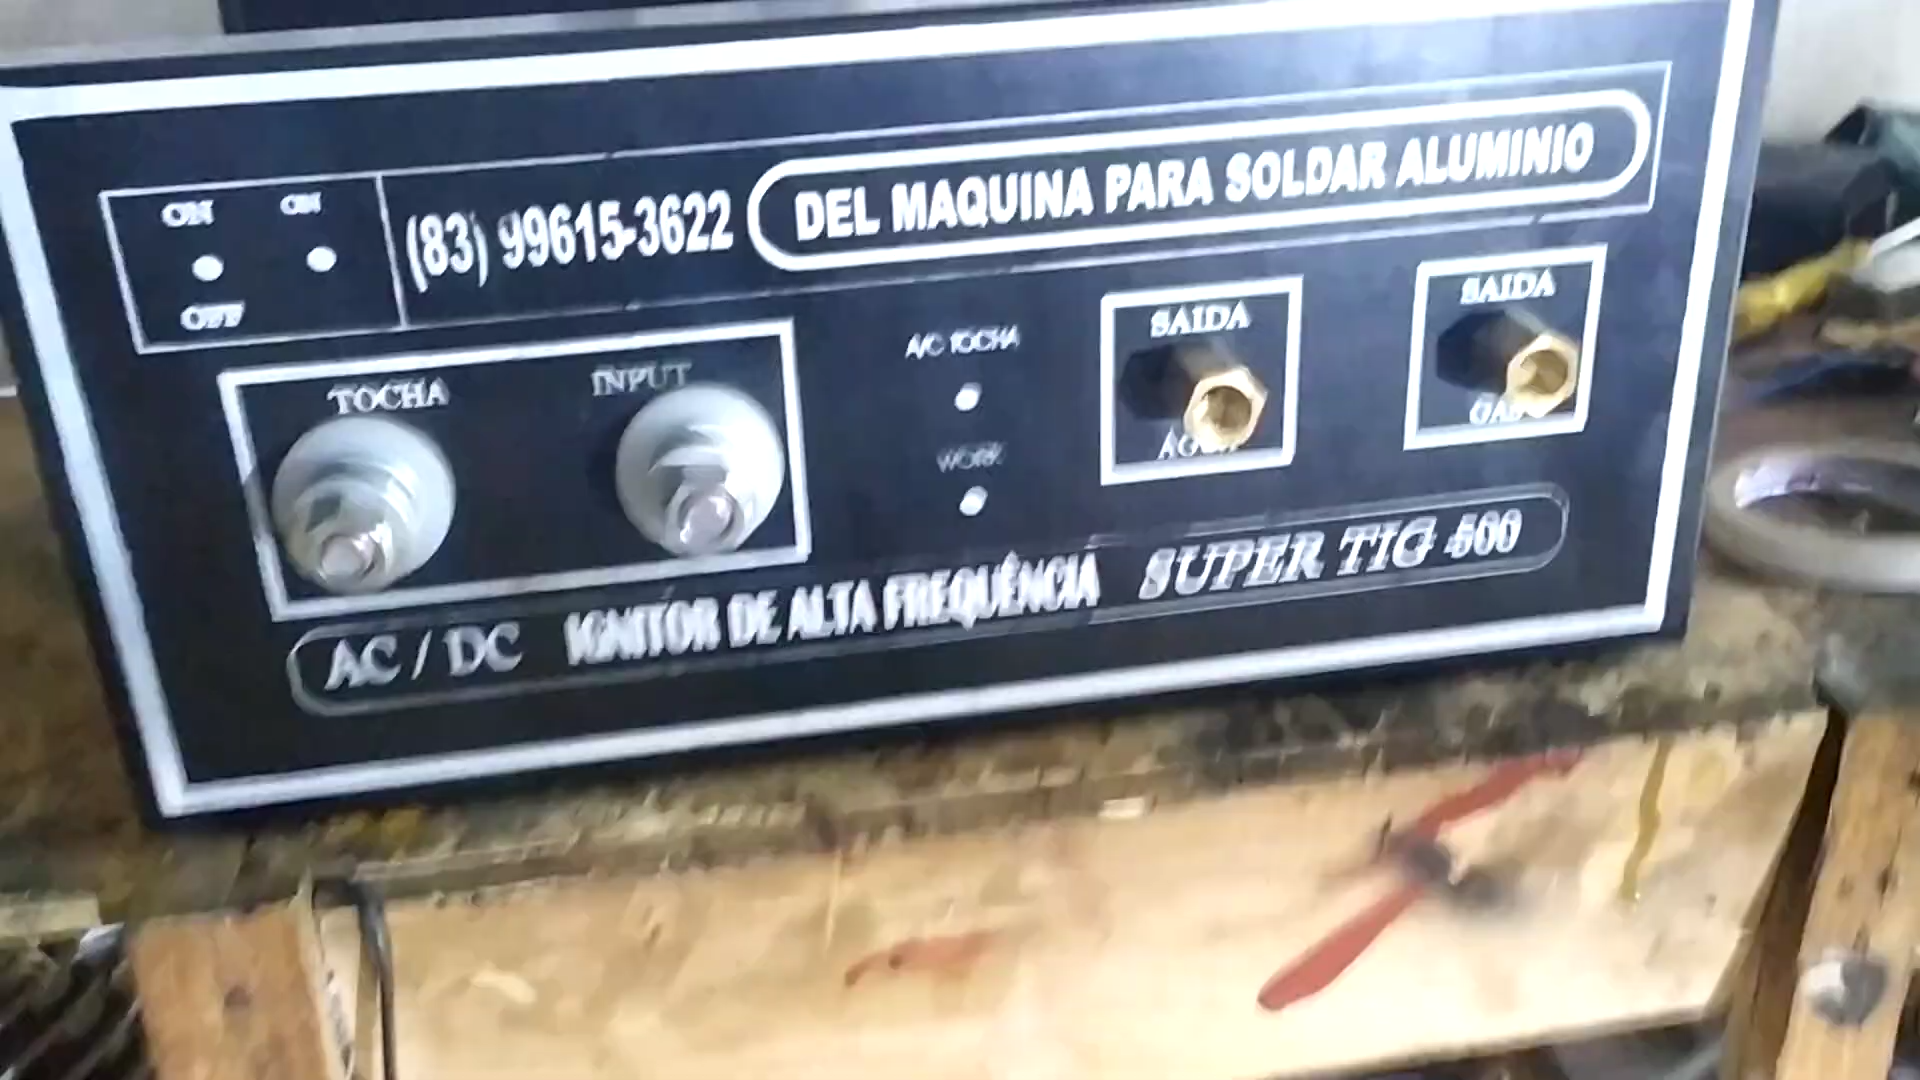 ON ON
OFF
(83) 99615-3622
DEL MAQUINA PARA SOLDAR ALUMINIO
TOCHA INPUT
A/C TOCHA
WORK
SAIDA
SAIDA
AC / DC IGNITOR DE ALTA FREQUÊNCIA SUPER TIG 500